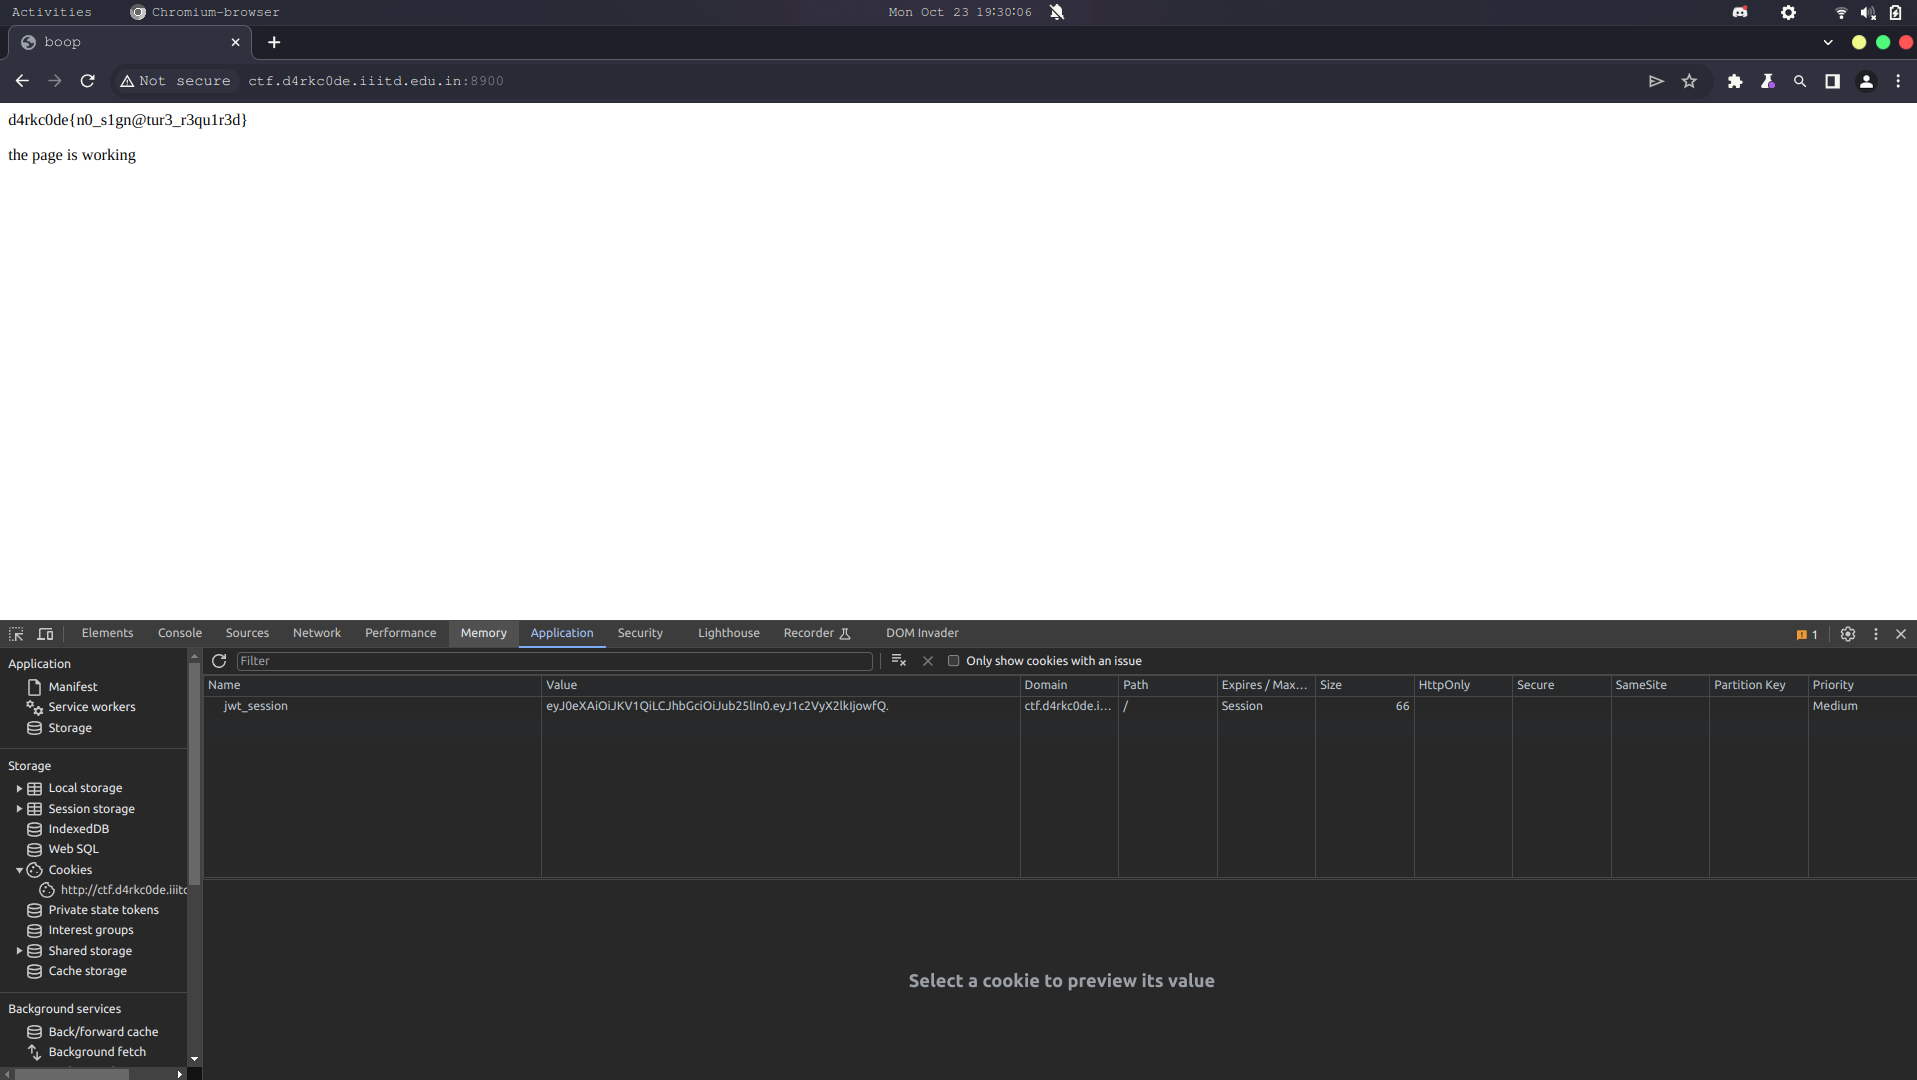 Activities Chromium-browser Mon Oct 23 19:30:06
boop
Not secure ctf.d4rkc0de.iiitd.edu.in:8900
d4rkc0de{n0_s1gn@tur3_r3qu1r3d}
the page is working
Elements Console Sources Network Performance Memory Application Security Lighthouse Recorder DOM Invader 1
Application
Manifest
Service workers
Storage
Storage
Local storage
Session storage
IndexedDB
Web SQL
Cookies
http://ctf.d4rkc0de.iiitd
Private state tokens
Interest groups
Shared storage
Cache storage
Background services
Back/forward cache
Background fetch
Filter Only show cookies with an issue
Name Value Domain Path Expires / Max... Size HttpOnly Secure SameSite Partition Key Priority
jwt_session eyJ0eXAiOiJKV1QiLCJhbGciOiJub25lIn0.eyJ1c2VyX2lkIjowfQ. ctf.d4rkc0de.i... / Session 66 Medium
Select a cookie to preview its value